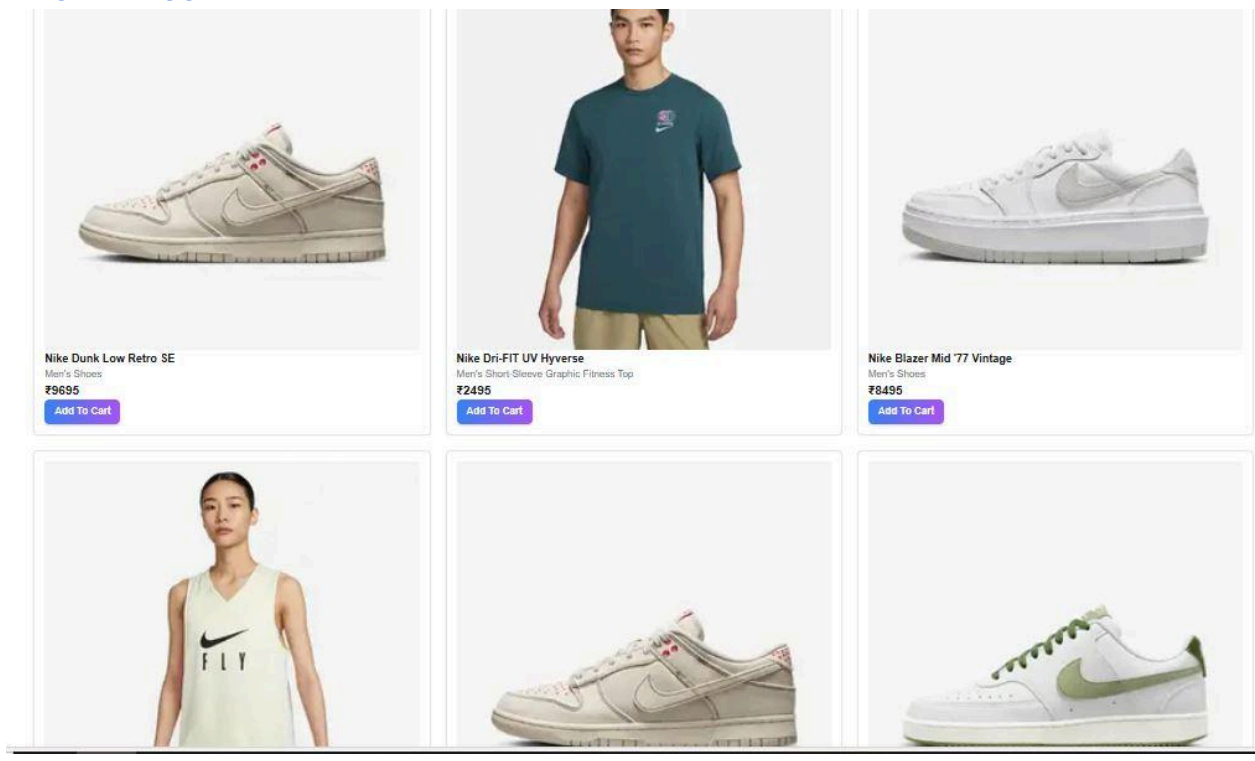 Nike Dunk Low Retro SE
Men's Shoes
₹9695
Add To Cart
Nike Dri-FIT UV Hyverse
Men's Short-Sleeve Graphic Fitness Top
₹2495
Add To Cart
Nike Blazer Mid '77 Vintage
Men's Shoes
₹8495
Add To Cart
FLY